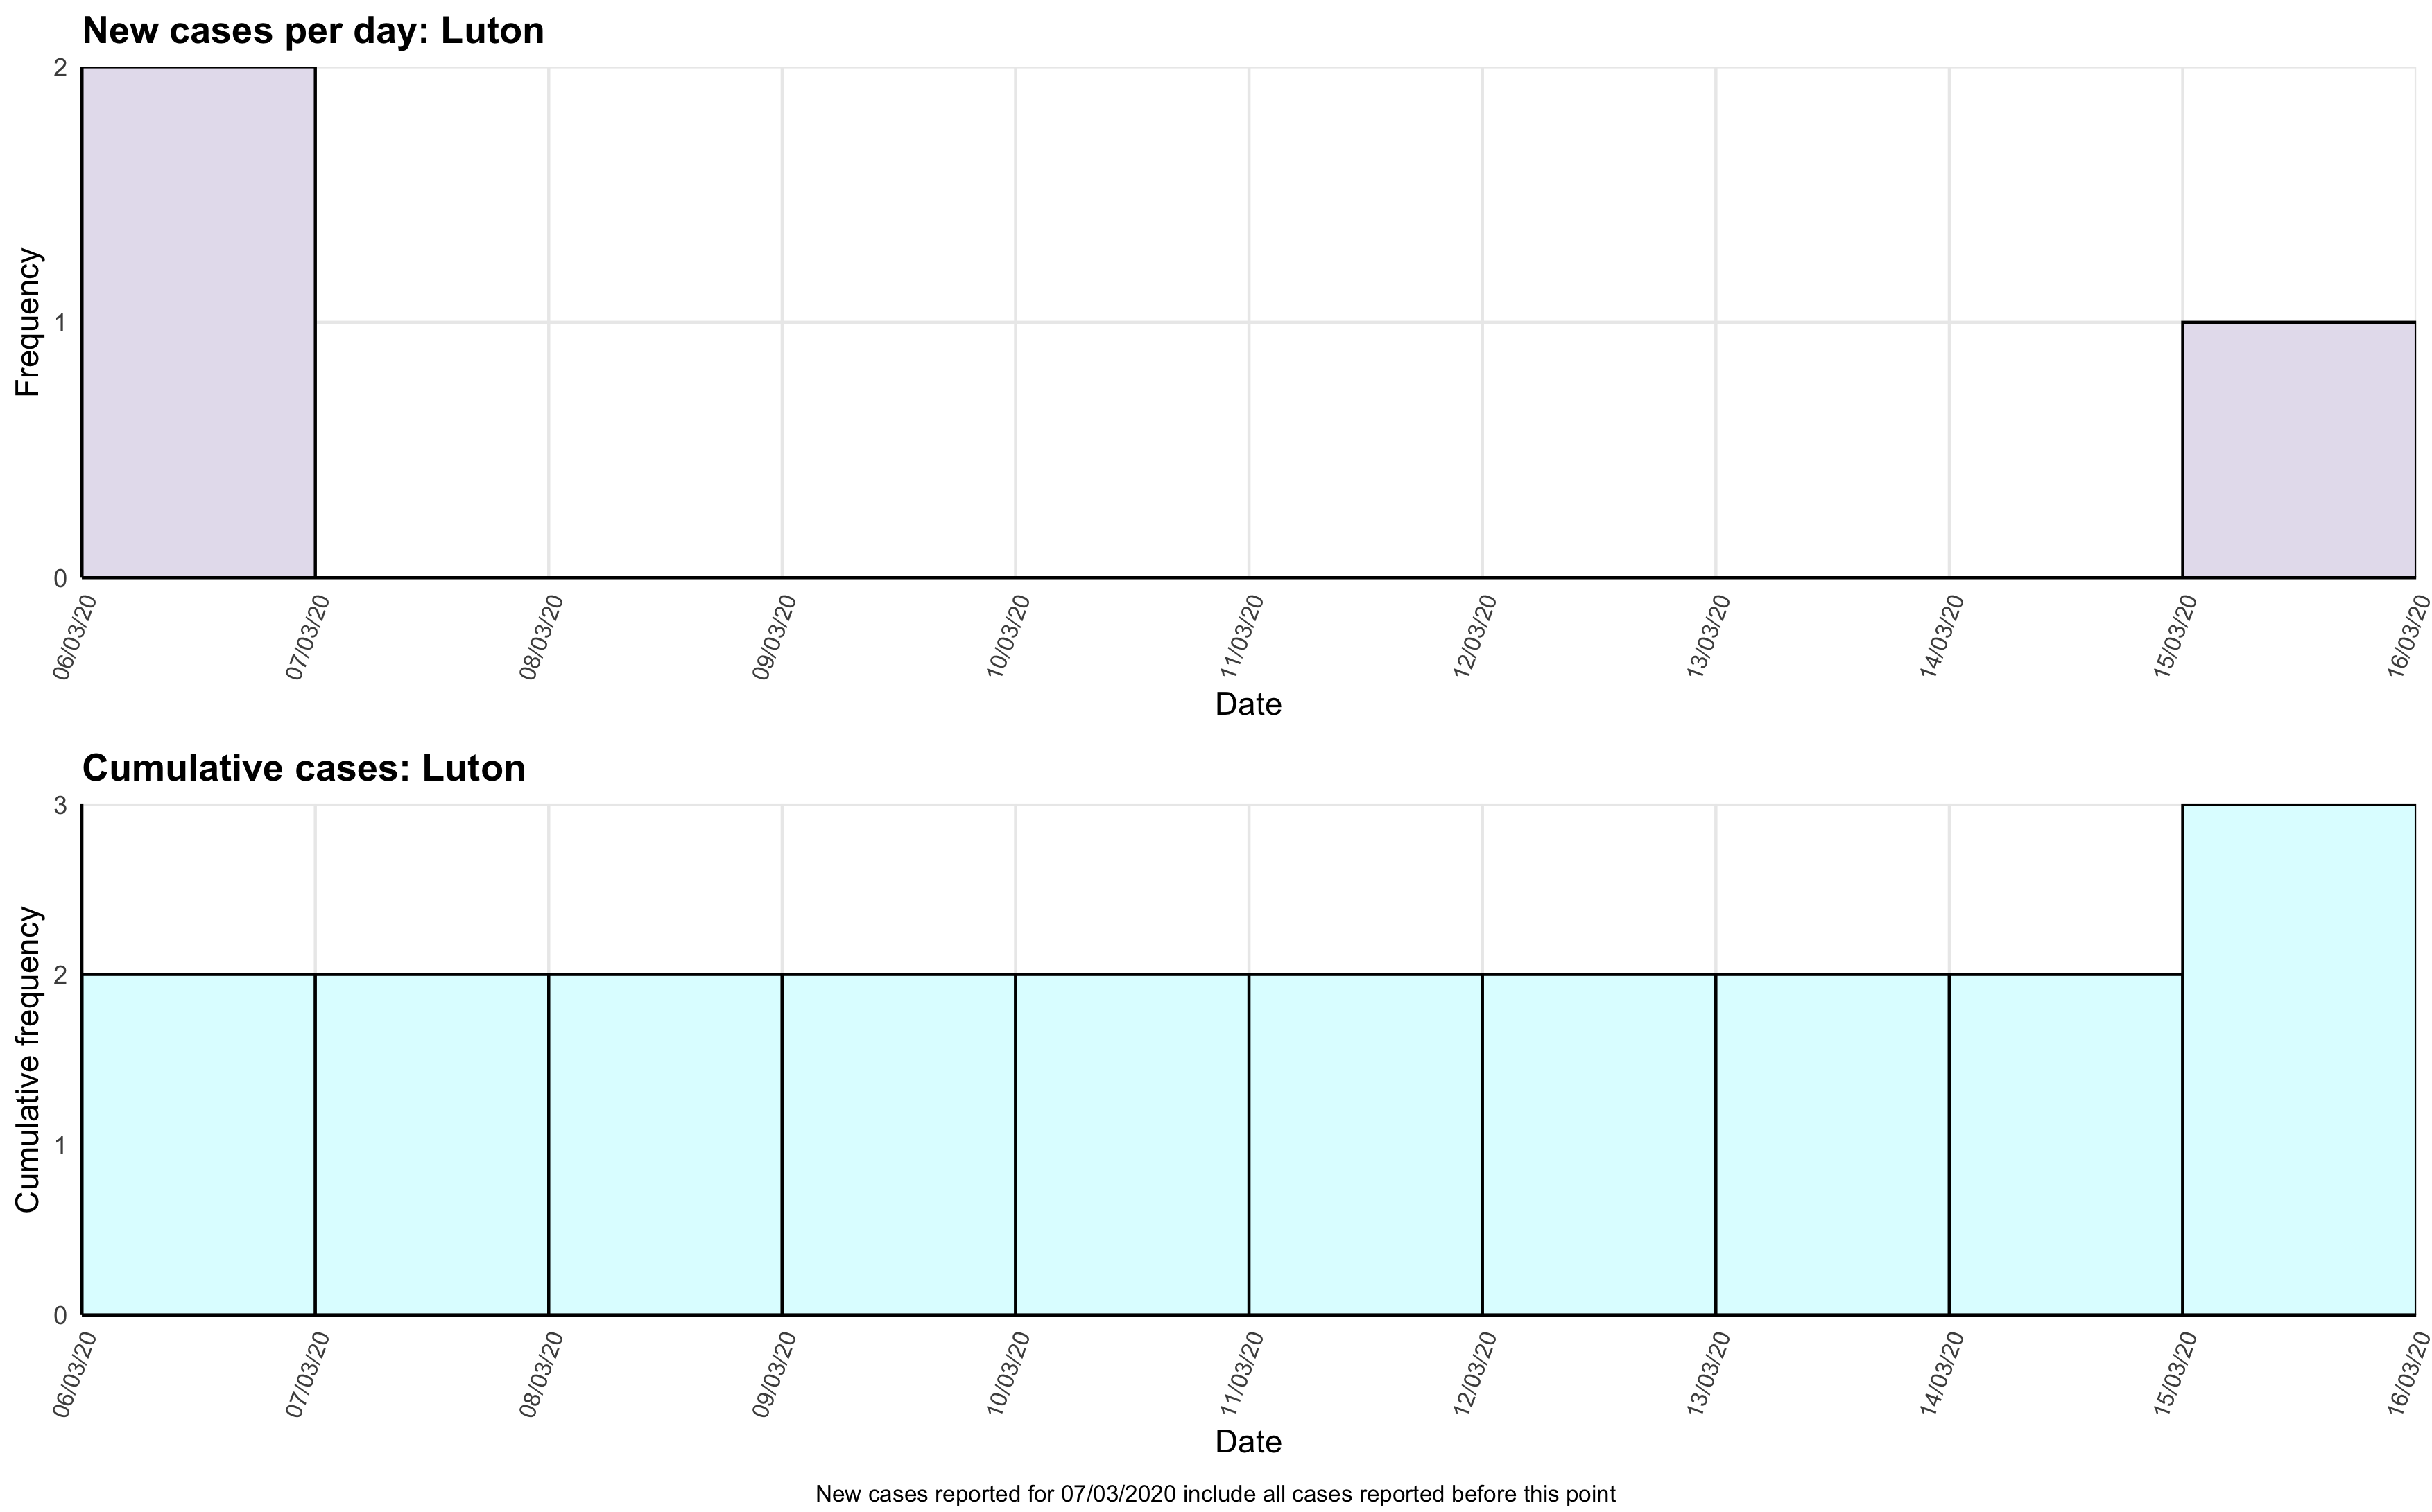 New cases per day: Luton
2
1
0
Frequency
06/03/20 07/03/20 08/03/20 09/03/20 10/03/20 11/03/20 12/03/20 13/03/20 14/03/20 15/03/20 16/03/20
Date
Cumulative cases: Luton
3
2
1
0
Cumulative frequency
06/03/20 07/03/20 08/03/20 09/03/20 10/03/20 11/03/20 12/03/20 13/03/20 14/03/20 15/03/20 16/03/20
Date
New cases reported for 07/03/2020 include all cases reported before this point